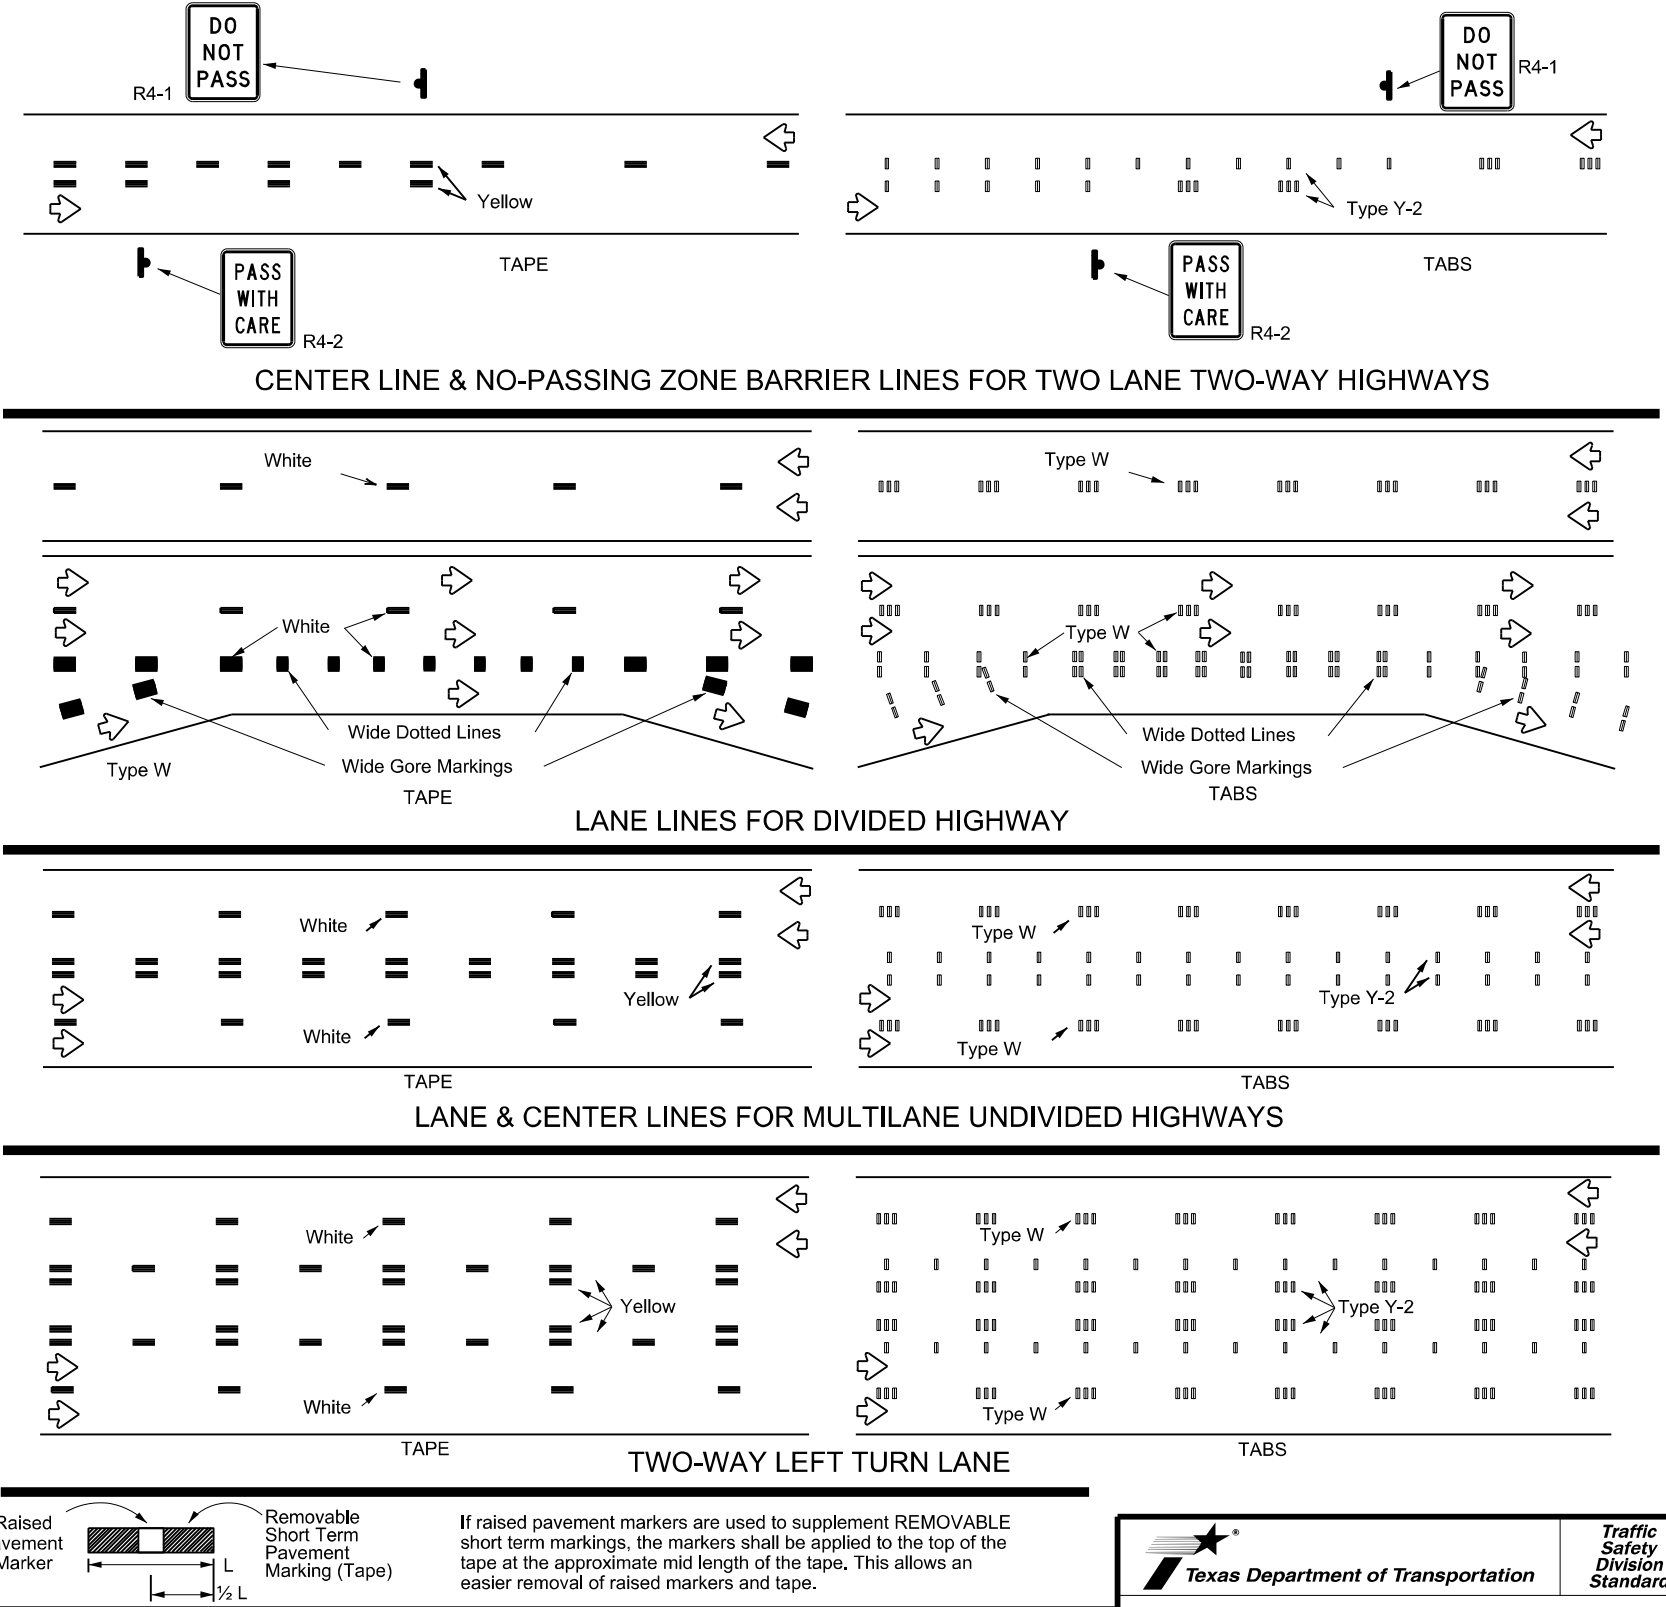 DO
NOT
PASS
R4-1
Yellow
TAPE
PASS
WITH
CARE
R4-2
DO
NOT
PASS
R4-1
Type Y-2
TABS
PASS
WITH
CARE
R4-2
CENTER LINE & NO-PASSING ZONE BARRIER LINES FOR TWO LANE TWO-WAY HIGHWAYS
White
White
Wide Dotted Lines
Wide Gore Markings
Type W
TAPE
Type W
Type W
Wide Dotted Lines
Wide Gore Markings
TABS
LANE LINES FOR DIVIDED HIGHWAY
White
Yellow
White
TAPE
Type W
Type Y-2
Type W
TABS
LANE & CENTER LINES FOR MULTILANE UNDIVIDED HIGHWAYS
White
Yellow
White
TAPE
Type W
Type Y-2
Type W
TABS
TWO-WAY LEFT TURN LANE
Raised
avement
Marker
L
½ L
Removable
Short Term
Pavement
Marking (Tape)
If raised pavement markers are used to supplement REMOVABLE
short term markings, the markers shall be applied to the top of the
tape at the approximate mid length of the tape. This allows an
easier removal of raised markers and tape.
®
Texas Department of Transportation
Traffic
Safety
Division
Standard